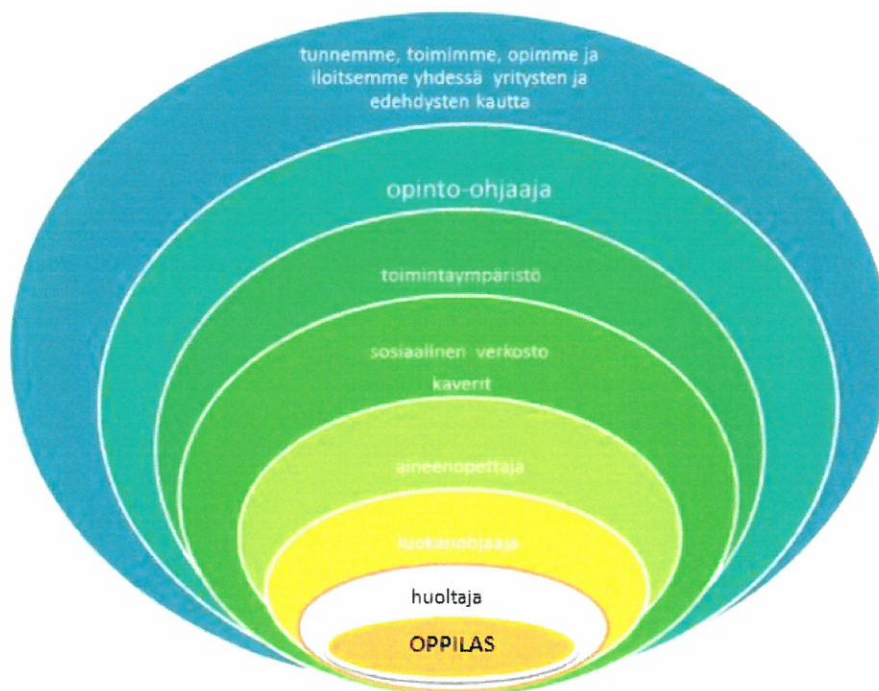 tunnemme, toimimme, opimme ja
iloitsemme yhdessä yritysten ja
edehdysten kautta
opinto-ohjaaja
toimintaympäristö
sosiaalinen verkosto
kaverit
aineenopettaja
luokanohjaaja
huoltaja
OPPILAS